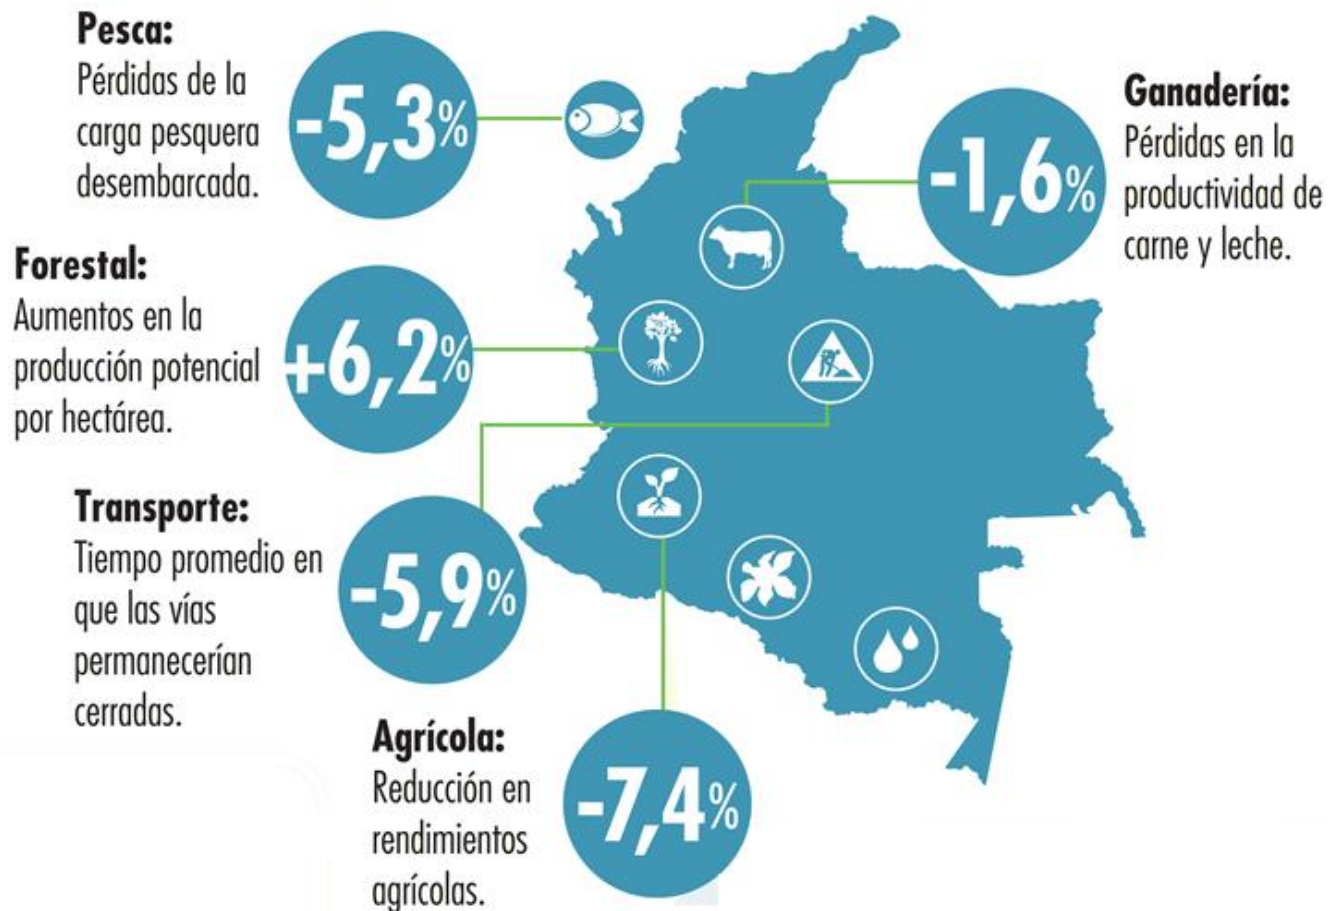 Pesca:
Pérdidas de la
carga pesquera
desembarcada.
-5,3%
Ganadería:
Pérdidas en la
productividad de
carne y leche.
-1,6%
Forestal:
Aumentos en la
producción potencial
por hectárea.
+6,2%
Transporte:
Tiempo promedio en
que las vías
permanecerían
cerradas.
-5,9%
Agrícola:
Reducción en
rendimientos
agrícolas.
-7,4%